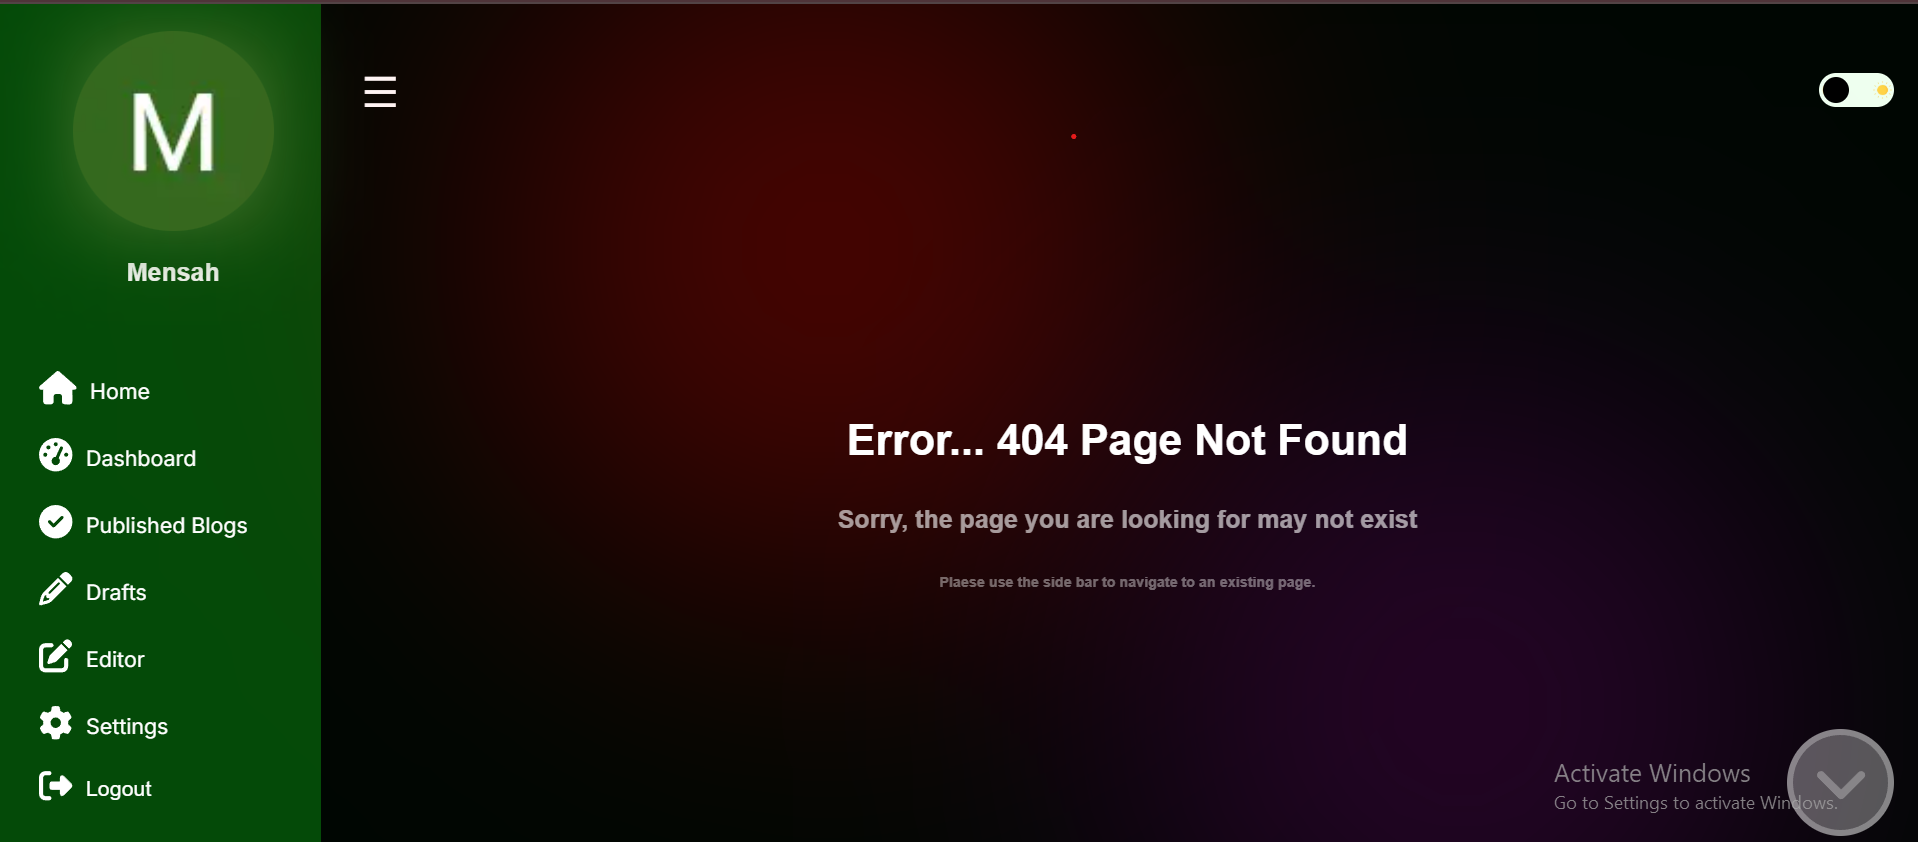 M
Mensah
Home
Dashboard
Published Blogs
Drafts
Editor
Settings
Logout
Error... 404 Page Not Found
Sorry, the page you are looking for may not exist
Plaese use the side bar to navigate to an existing page.
Activate Windows
Go to Settings to activate Windows.